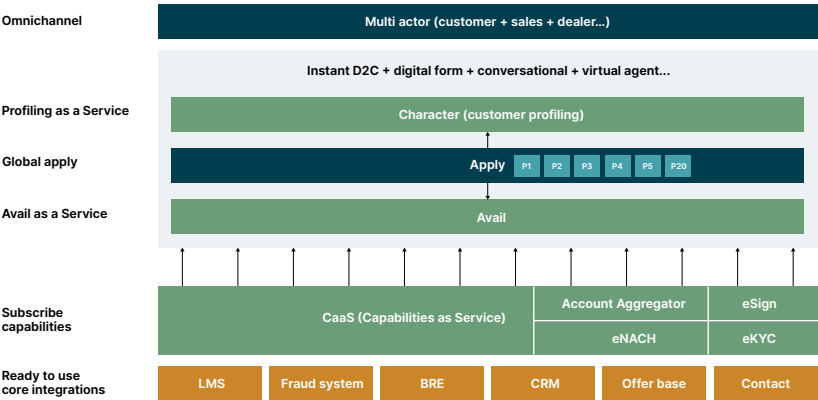 Omnichannel
Multi actor (customer + sales + dealer...)
Instant D2C + digital form + conversational + virtual agent...
Profiling as a Service
Character (customer profiling)
Global apply
Apply P1 P2 P3 P4 P5 P20
Avail as a Service
Avail
Subscribe
capabilities
CaaS (Capabilities as Service)
Account Aggregator
eSign
eNACH
eKYC
Ready to use
core integrations
LMS
Fraud system
BRE
CRM
Offer base
Contact